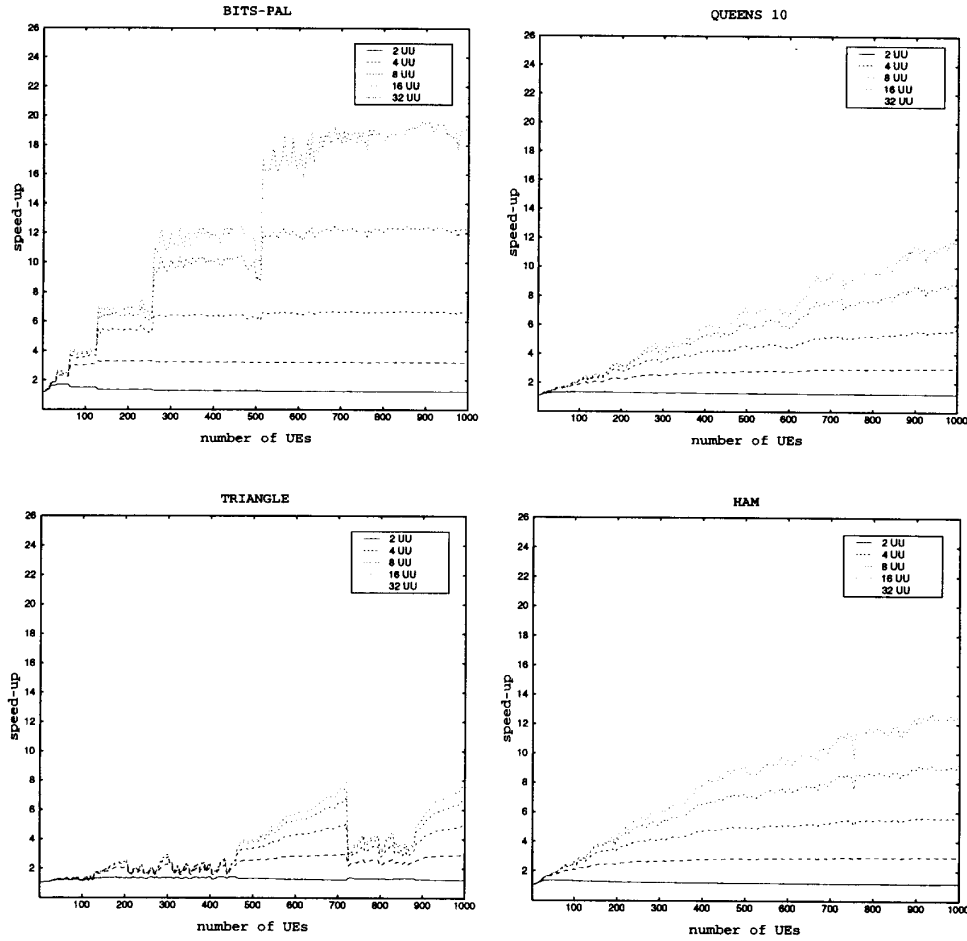 BITS-PAL
26
24
22
20
18
16
14
12
10
8
6
4
2
speed-up
2 UU
4 UU
8 UU
16 UU
32 UU
100 200 300 400 500 600 700 800 900 1000
number of UEs
QUEENS 10
26
24
22
20
18
16
14
12
10
8
6
4
2
speed-up
2 UU
4 UU
8 UU
16 UU
32 UU
100 200 300 400 500 600 700 800 900 1000
number of UEs
TRIANGLE
26
24
22
20
18
16
14
12
10
8
6
4
2
speed-up
2 UU
4 UU
8 UU
16 UU
32 UU
100 200 300 400 500 600 700 800 900 1000
number of UEs
HAM
26
24
22
20
18
16
14
12
10
8
6
4
2
speed-up
2 UU
4 UU
8 UU
16 UU
32 UU
100 200 300 400 500 600 700 800 900 1000
number of UEs